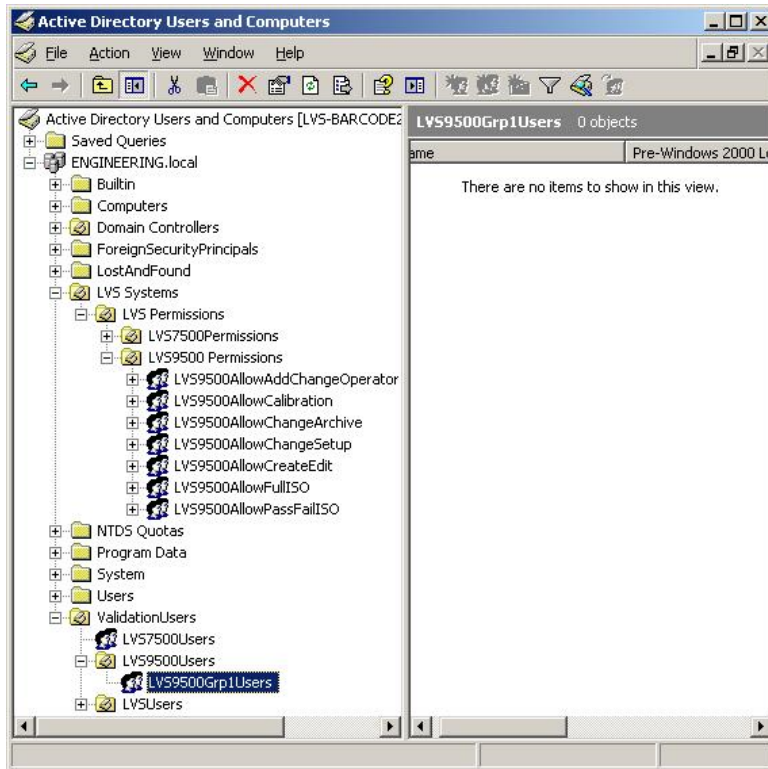 Active Directory Users and Computers
File Action View Window Help
Active Directory Users and Computers [LVS-BARCODE2
Saved Queries
ENGINEERING.local
Builtin
Computers
Domain Controllers
ForeignSecurityPrincipals
LostAndFound
LVS Systems
LVS Permissions
LVS7500Permissions
LVS9500 Permissions
LVS9500AllowAddChangeOperator
LVS9500AllowCalibration
LVS9500AllowChangeArchive
LVS9500AllowChangeSetup
LVS9500AllowCreateEdit
LVS9500AllowFullISO
LVS9500AllowPassFailISO
NTDS Quotas
Program Data
System
Users
ValidationUsers
LVS7500Users
LVS9500Users
LVS9500Grp1Users
LVSUsers
LVS9500Grp1Users 0 objects
ame Pre-Windows 2000 Lo
There are no items to show in this view.